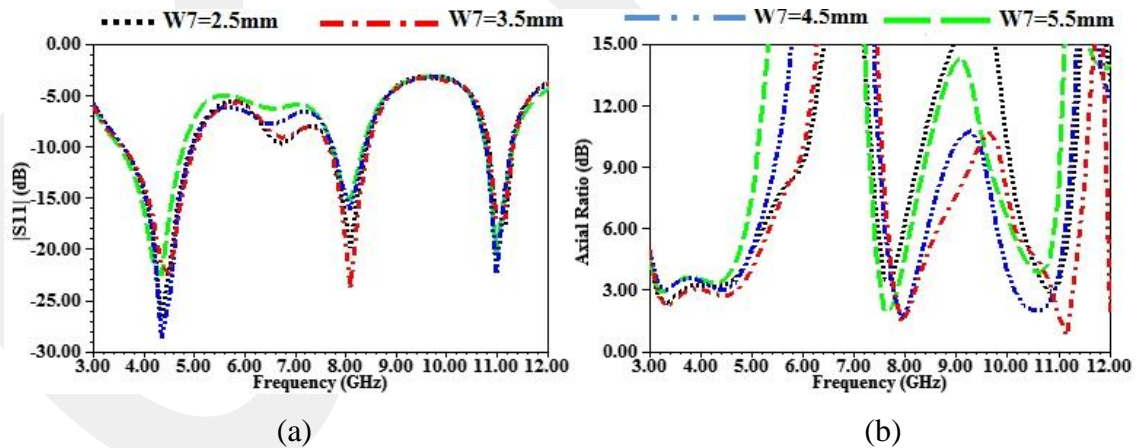 W7=2.5mm W7=3.5mm W7=4.5mm W7=5.5mm
0.00
-5.00
-10.00
-15.00
-20.00
-25.00
-30.00
|S11| (dB)
3.00 4.00 5.00 6.00 7.00 8.00 9.00 10.00 11.00 12.00
Frequency (GHz)
(a)
15.00
12.00
9.00
6.00
3.00
0.00
Axial Ratio (dB)
3.00 4.00 5.00 6.00 7.00 8.00 9.00 10.00 11.00 12.00
Frequency (GHz)
(b)